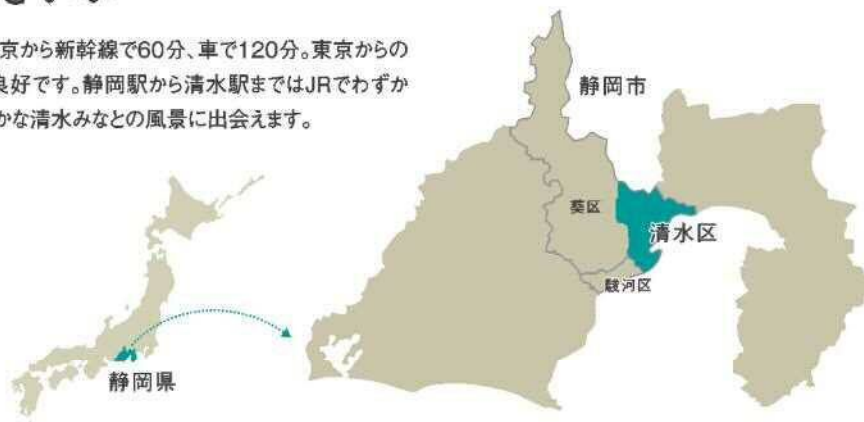 京から新幹線で60分、車で120分。東京からの
良好です。静岡駅から清水駅まではJRでわずか
かな清水みなとの風景に出会えます。
静岡市
葵区
清水区
駿河区
静岡県